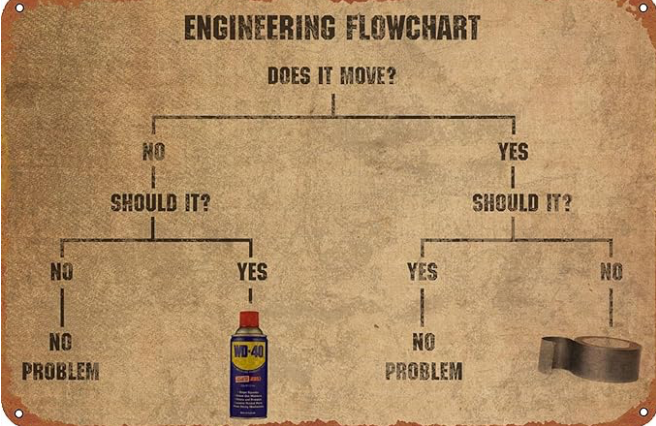 ENGINEERING FLOWCHART
DOES IT MOVE?
NO YES
SHOULD IT? SHOULD IT?
NO YES YES NO
NO NO
PROBLEM PROBLEM
WD-40